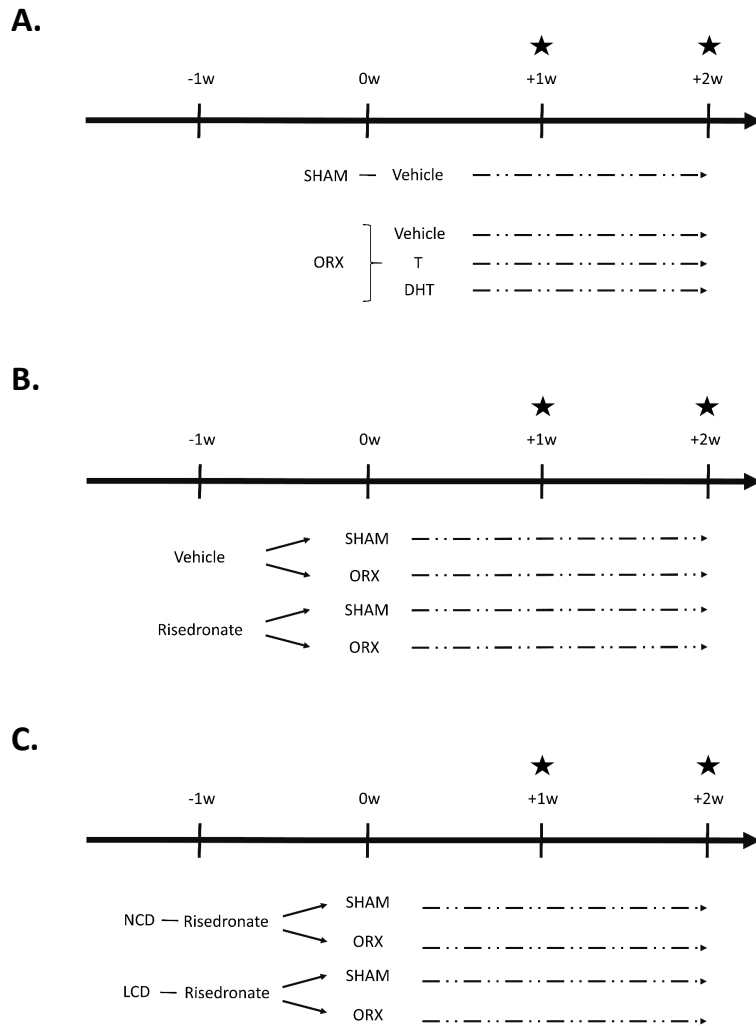 A.
-1w 0w +1w +2w
SHAM — Vehicle
Vehicle
ORX T
DHT
B.
-1w 0w +1w +2w
SHAM
Vehicle
ORX
SHAM
Risedronate
ORX
C.
-1w 0w +1w +2w
SHAM
NCD — Risedronate
ORX
SHAM
LCD — Risedronate
ORX